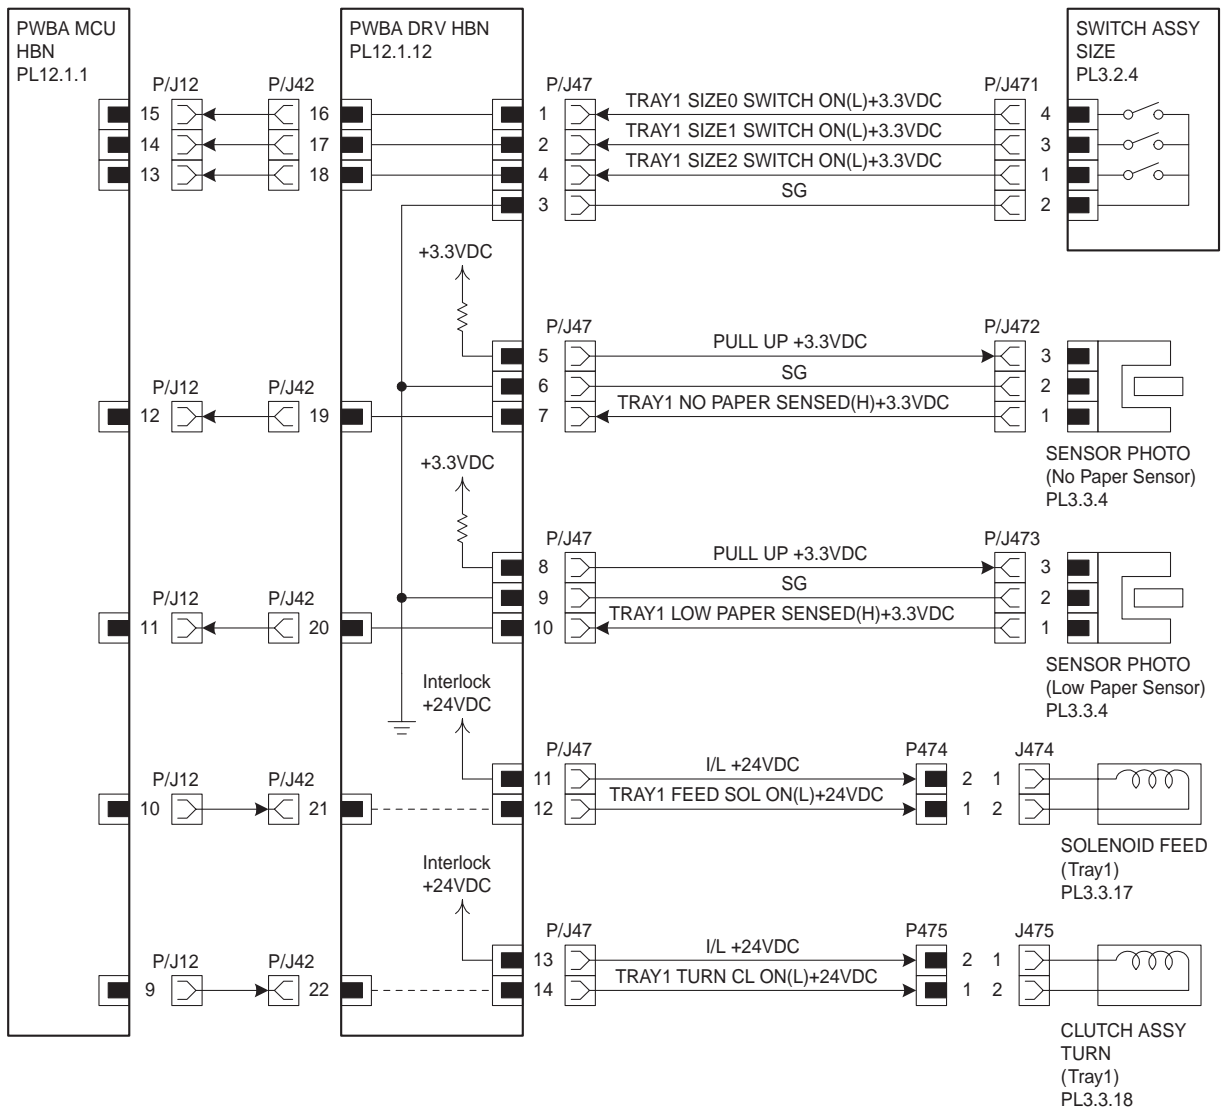 PWBA MCU
HBN
PL12.1.1
PWBA DRV HBN
PL12.1.12
SWITCH ASSY
SIZE
PL3.2.4
P/J12 P/J42 P/J47 P/J471
15 16 1 TRAY1 SIZE0 SWITCH ON(L)+3.3VDC 4
14 17 2 TRAY1 SIZE1 SWITCH ON(L)+3.3VDC 3
13 18 4 TRAY1 SIZE2 SWITCH ON(L)+3.3VDC 1
3 SG 2
+3.3VDC
P/J47 P/J472
5 PULL UP +3.3VDC 3
6 SG 2
P/J12 P/J42
12 19 7 TRAY1 NO PAPER SENSED(H)+3.3VDC 1
SENSOR PHOTO
(No Paper Sensor)
PL3.3.4
+3.3VDC
P/J47 P/J473
8 PULL UP +3.3VDC 3
9 SG 2
P/J12 P/J42
11 20 10 TRAY1 LOW PAPER SENSED(H)+3.3VDC 1
SENSOR PHOTO
(Low Paper Sensor)
PL3.3.4
Interlock
+24VDC
P/J47 P474 J474
11 I/L +24VDC 2 1
P/J12 P/J42
10 21 12 TRAY1 FEED SOL ON(L)+24VDC 1 2
SOLENOID FEED
(Tray1)
PL3.3.17
Interlock
+24VDC
P/J47 P475 J475
13 I/L +24VDC 2 1
P/J12 P/J42
9 22 14 TRAY1 TURN CL ON(L)+24VDC 1 2
CLUTCH ASSY
TURN
(Tray1)
PL3.3.18